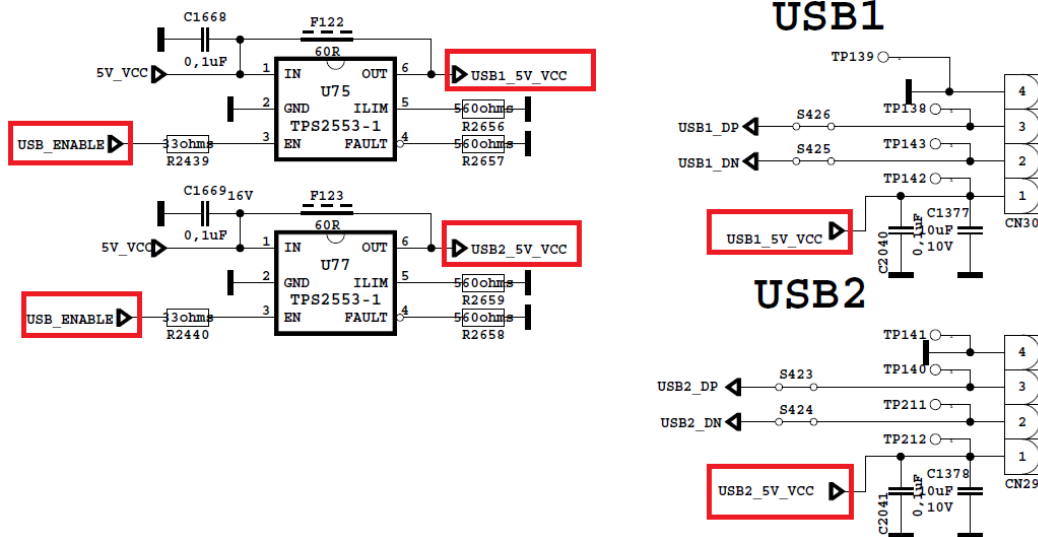 C1668
0,1uF
5V_VCC
F122
60R
1 IN OUT 6
U75
2 GND ILIM 5
TPS2553-1
3 EN FAULT 4
USB1_5V_VCC
560ohms
R2656
560ohms
R2657
USB_ENABLE
33ohms
R2439
C1669 16V
0,1uF
5V_VCC
F123
60R
1 IN OUT 6
U77
2 GND ILIM 5
TPS2553-1
3 EN FAULT 4
USB2_5V_VCC
560ohms
R2659
560ohms
R2658
USB_ENABLE
33ohms
R2440
USB1
TP139
4
TP138
USB1_DP S426 3
TP143
USB1_DN S425 2
TP142
1
CN30
USB1_5V_VCC
C2040
0,1uF
C1377
10uF
10V
USB2
TP141
4
TP140
USB2_DP S423 3
TP211
USB2_DN S424 2
TP212
1
CN29
USB2_5V_VCC
C2041
0,1uF
C1378
10uF
10V